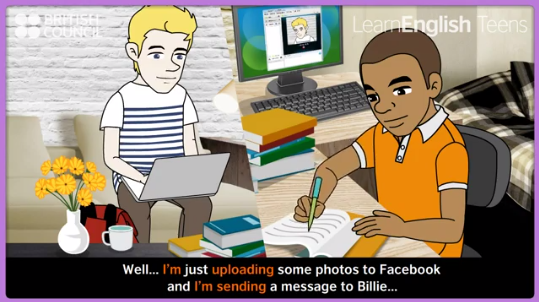 BRITISH
COUNCIL
LearnEnglish Teens
Well... I'm just uploading some photos to Facebook
and I'm sending a message to Billie...